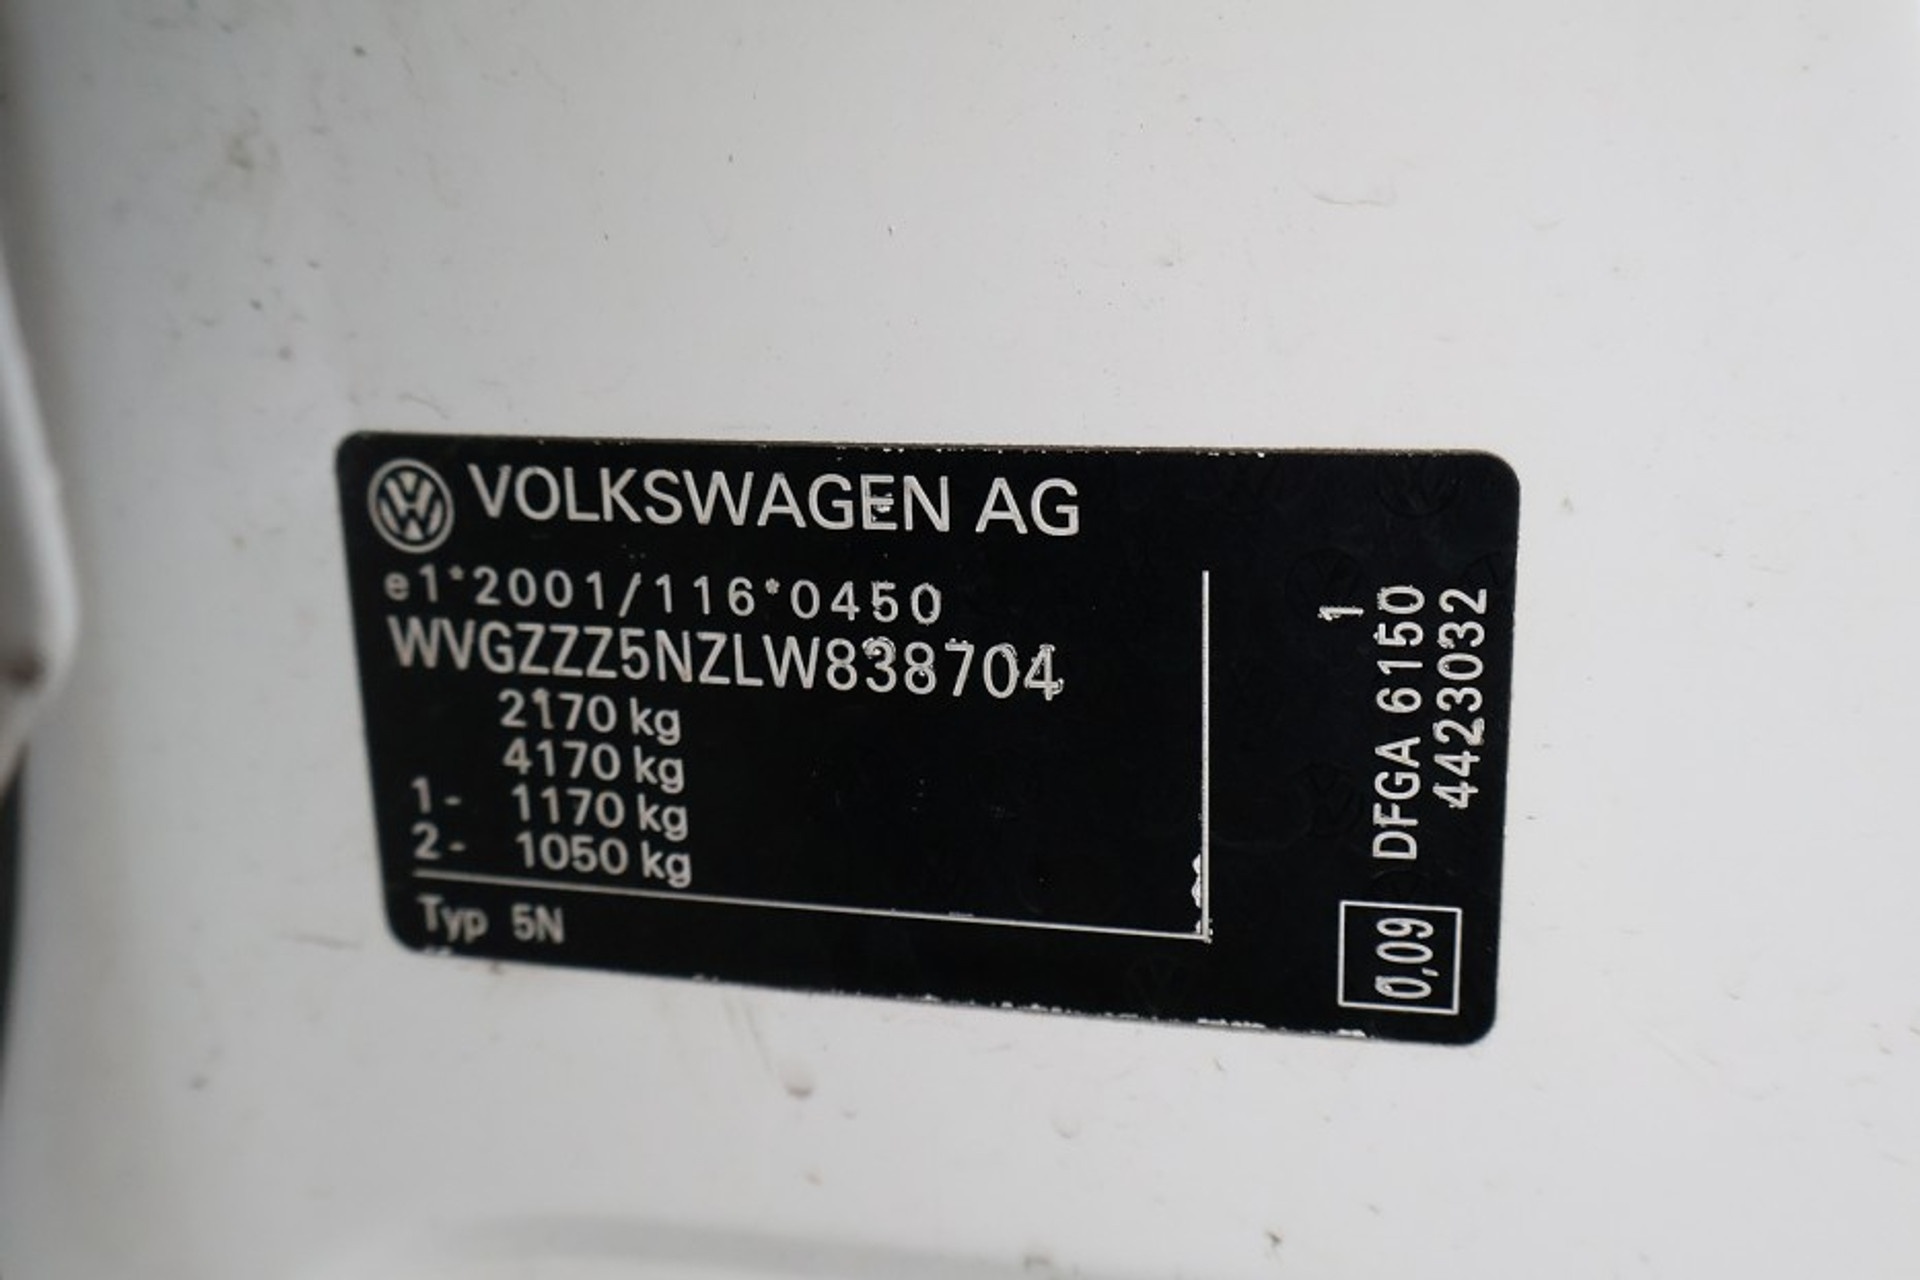 VOLKSWAGEN AG
e1*2001/116*0450
WVGZZZ5NZLW838704
2170 kg
4170 kg
1- 1170 kg
2- 1050 kg
Typ 5N
1
DFGA 6150
4423032
0,09